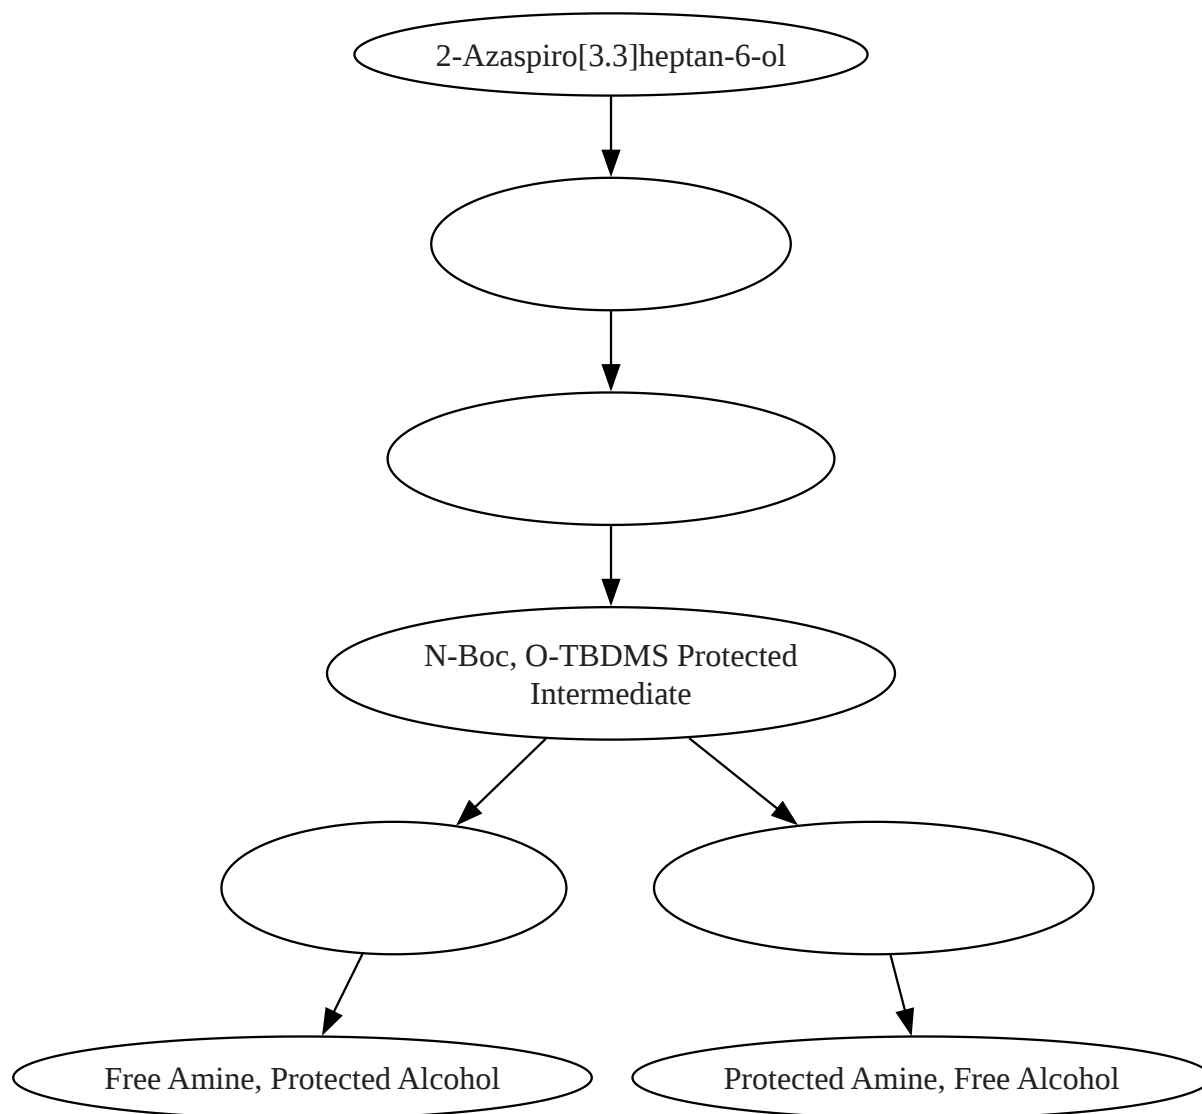 2-Azaspiro[3.3]heptan-6-ol
N-Boc, O-TBDMS Protected
Intermediate
Free Amine, Protected Alcohol
Protected Amine, Free Alcohol